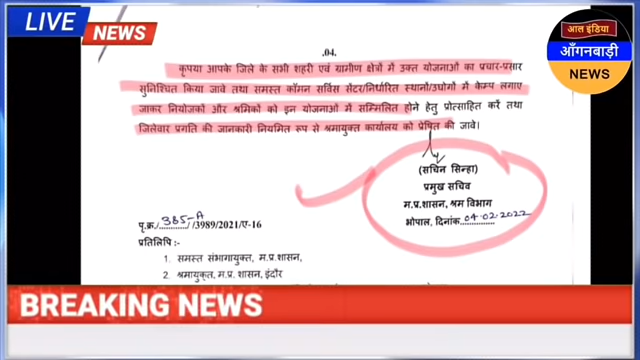 LIVE
NEWS
आल इंडिया
आँगनबाड़ी
NEWS
.04.
कृपया आपके जिले के सभी शहरी एवं ग्रामीण क्षेत्रों में उक्त योजनाओं का प्रचार-प्रसार
सुनिश्चित किया जावे तथा समस्त कॉमन सर्विस सेंटर/निर्धारित स्थानों/उद्योगों में केम्प लगाए
जाकर नियोजकों और श्रमिकों को इन योजनाओं में सम्मिलित होने हेतु प्रोत्साहित करें तथा
जिलेवार प्रगति की जानकारी नियमित रूप से श्रमायुक्त कार्यालय को प्रेषित की जावे।
(सचिन सिन्हा)
प्रमुख सचिव
म.प्र.शासन, श्रम विभाग
भोपाल, दिनांक 04.02.2022
पृ.क्र./385-A/3989/2021/ए-16
प्रतिलिपि :-
1. समस्त संभागायुक्त, म.प्र.शासन,
2. श्रमायुक्त, म.प्र. शासन, इंदौर
BREAKING NEWS